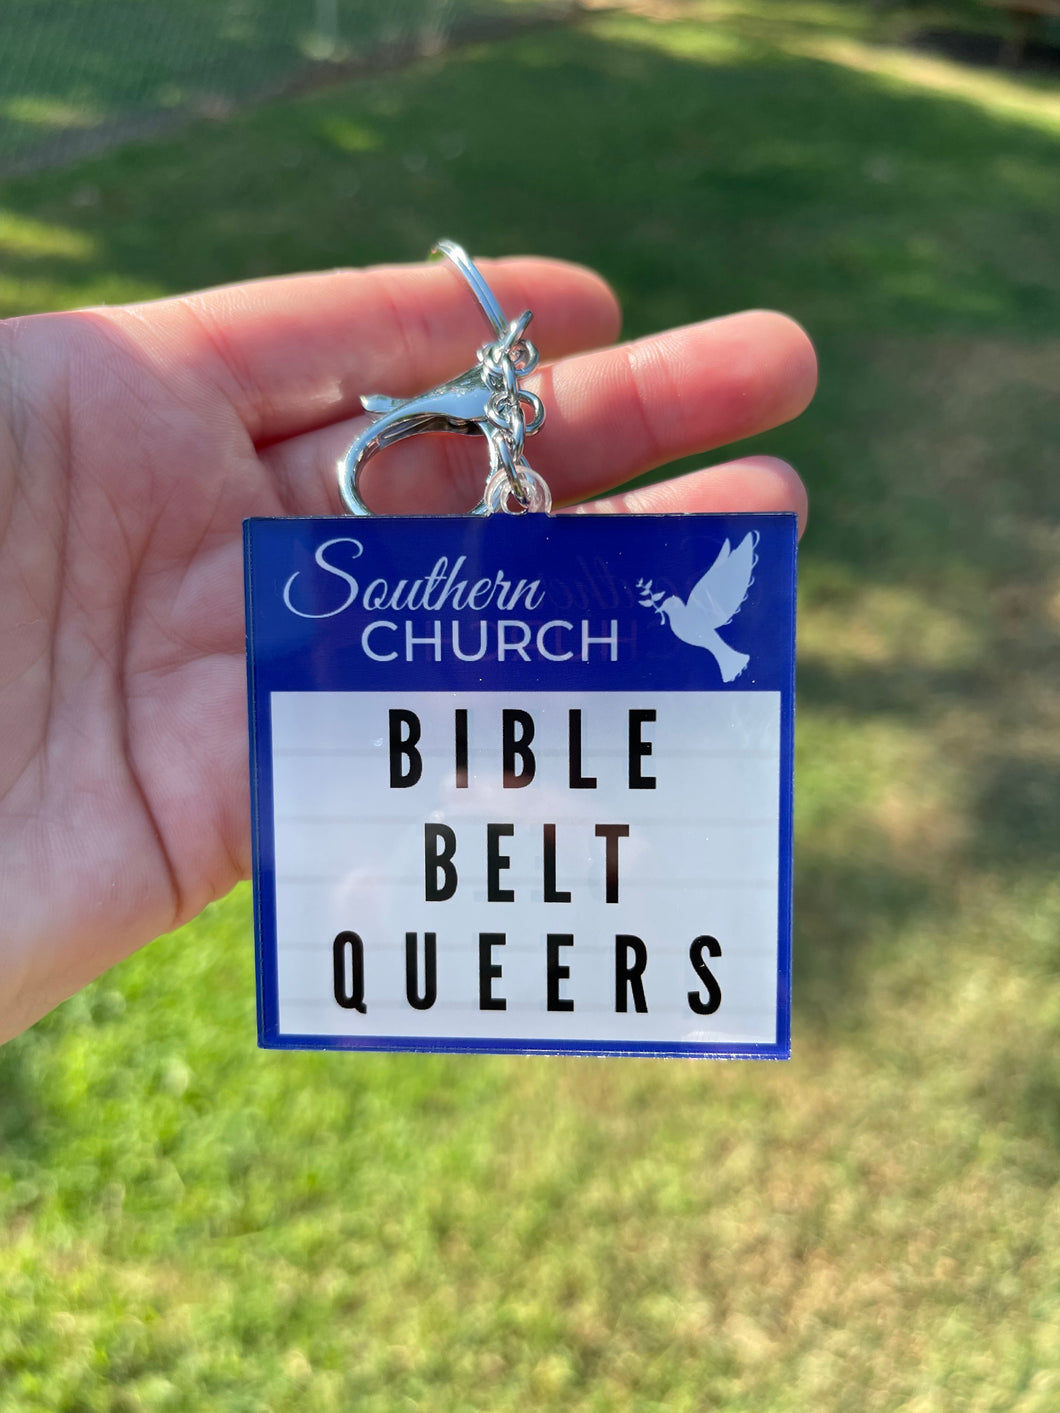 Southern
CHURCH
BIBLE
BELT
QUEERS